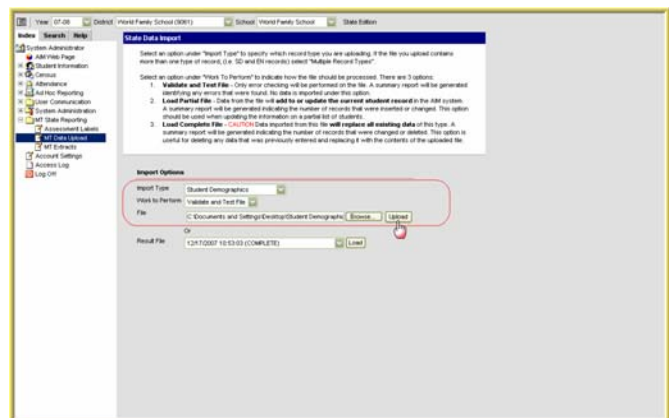 Year 07-08 District World Family School (9081) School World Family School State Edition
Index Search Help
System Administrator
AIM Web Page
Student Information
Census
Attendance
Ad Hoc Reporting
User Communication
System Administration
MT State Reporting
Assessment Labels
MT Data Upload
MT Extracts
Account Settings
Access Log
Log Off
State Data Import
Select an option under "Import Type" to specify which record type you are uploading. If the file you upload contains
more than one type of record, (i.e. SD and EN records) select "Multiple Record Types".
Select an option under "Work To Perform" to indicate how the file should be processed. There are 3 options:
1. Validate and Test File - Only error checking will be performed on the file. A summary report will be generated
identifying any errors that were found. No data is imported under this option.
2. Load Partial File - Data from the file will add to or update the current student record in the AIM system.
A summary report will be generated indicating the number of records that were inserted or changed. This option
should be used when updating the information on a partial list of students.
3. Load Complete File - CAUTION Data imported from this file will replace all existing data of this type. A
summary report will be generated indicating the number of records that were changed or deleted. This option is
useful for deleting any data that was previously entered and replacing it with the contents of the uploaded file.
Import Options
Import Type Student Demographics
Work to Perform Validate and Test File
File C:\Documents and Settings\Desktop\Student Demographi Browse... Upload
Or
Result File 12/17/2007 10:53:03 (COMPLETE) Load